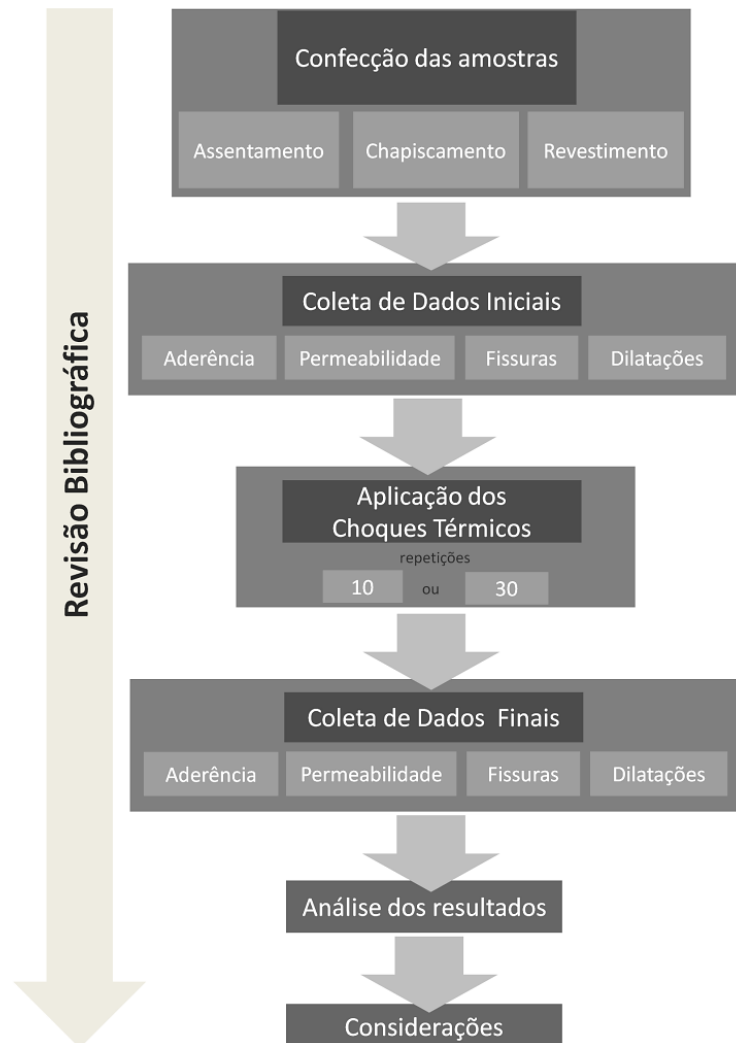 Revisão Bibliográfica
Confecção das amostras
Assentamento
Chapiscamento
Revestimento
Coleta de Dados Iniciais
Aderência
Permeabilidade
Fissuras
Dilatações
Aplicação dos
Choques Térmicos
repetições
10 ou 30
Coleta de Dados Finais
Aderência
Permeabilidade
Fissuras
Dilatações
Análise dos resultados
Considerações